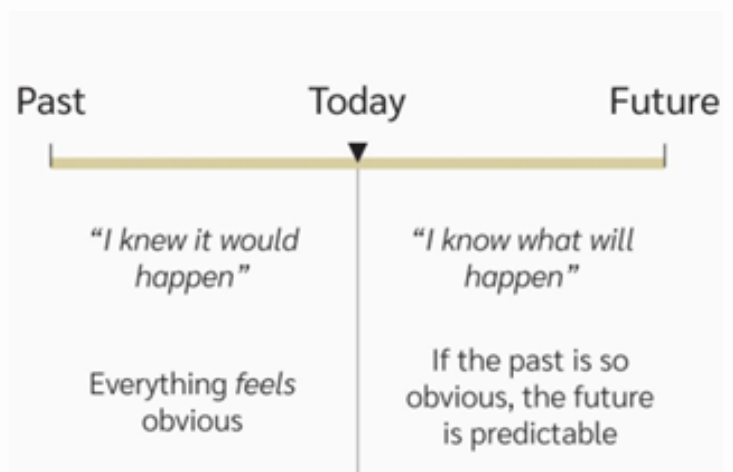 Past
Today
Future
“I knew it would
happen”
“I know what will
happen”
Everything feels
obvious
If the past is so
obvious, the future
is predictable